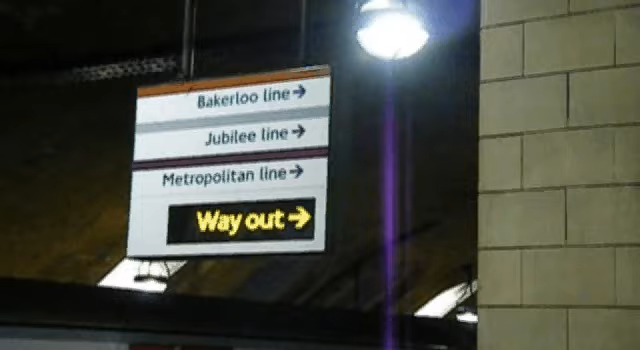 Bakerloo line →
Jubilee line →
Metropolitan line →
Way out →